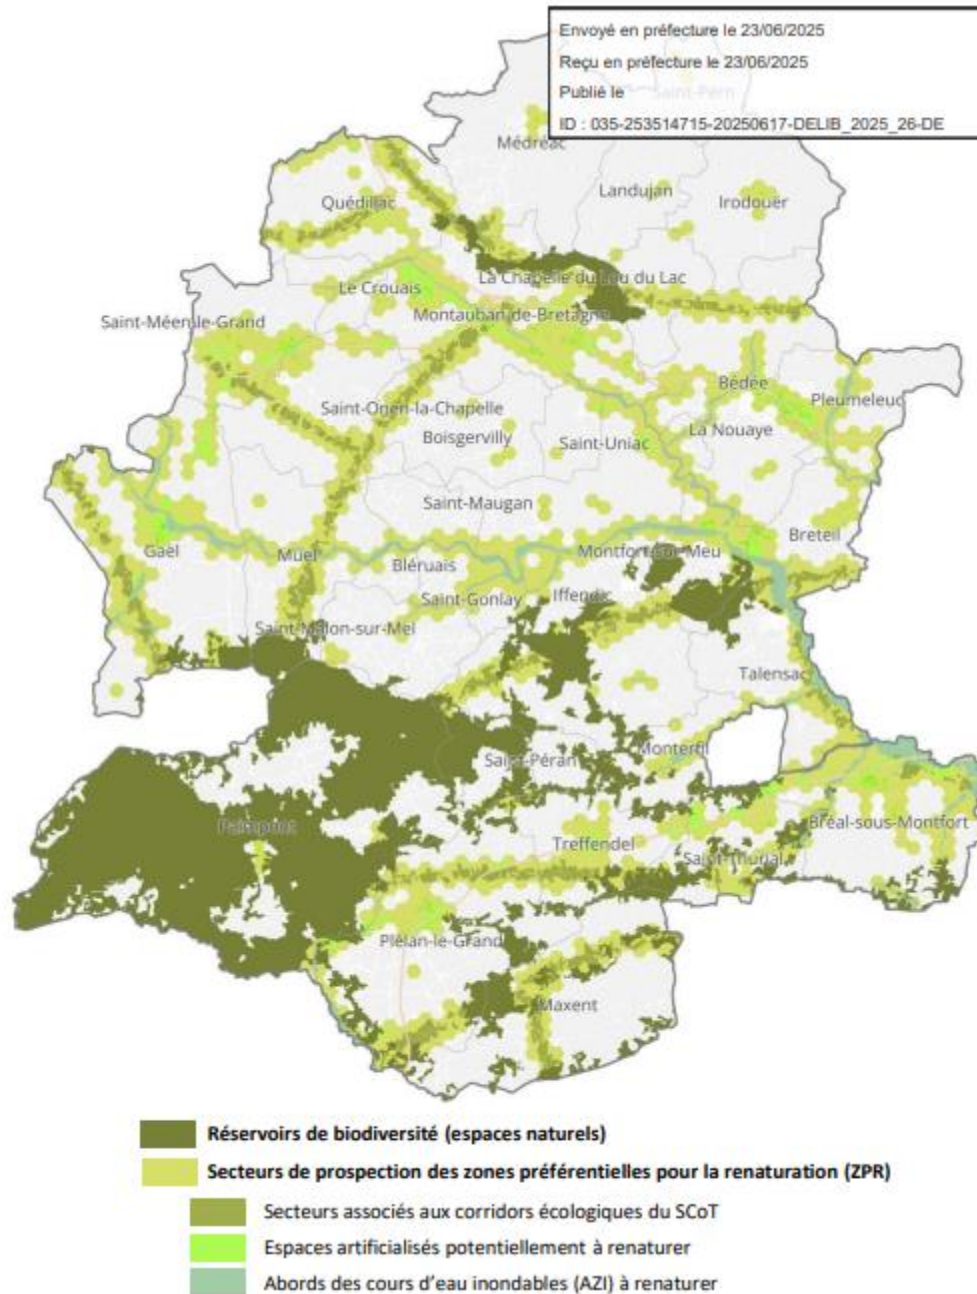 Envoyé en préfecture le 23/06/2025
Reçu en préfecture le 23/06/2025
Publié le
Saint-Pern
ID : 035-253514715-20250617-DELIB_2025_26-DE
Médréac
Landujan
Irodouër
Quédillac
La Chapelle du Lou du Lac
Le Crouais
Montauban-de-Bretagne
Saint-Méen-le-Grand
Bédée
Pleumeleuc
Saint-Onen-la-Chapelle
Boisgervilly
Saint-Uniac
La Nouaye
Saint-Maugan
Breteil
Gaël
Muel
Bléruais
Montfort-sur-Meu
Saint-Gonlay
Iffendic
Saint-Malon-sur-Mel
Talensac
Saint-Péran
Monterfil
Paimpont
Bréal-sous-Montfort
Treffendel
Saint-Thurial
Plélan-le-Grand
Maxent
Réservoirs de biodiversité (espaces naturels)
Secteurs de prospection des zones préférentielles pour la renaturation (ZPR)
Secteurs associés aux corridors écologiques du SCoT
Espaces artificialisés potentiellement à renaturer
Abords des cours d'eau inondables (AZI) à renaturer